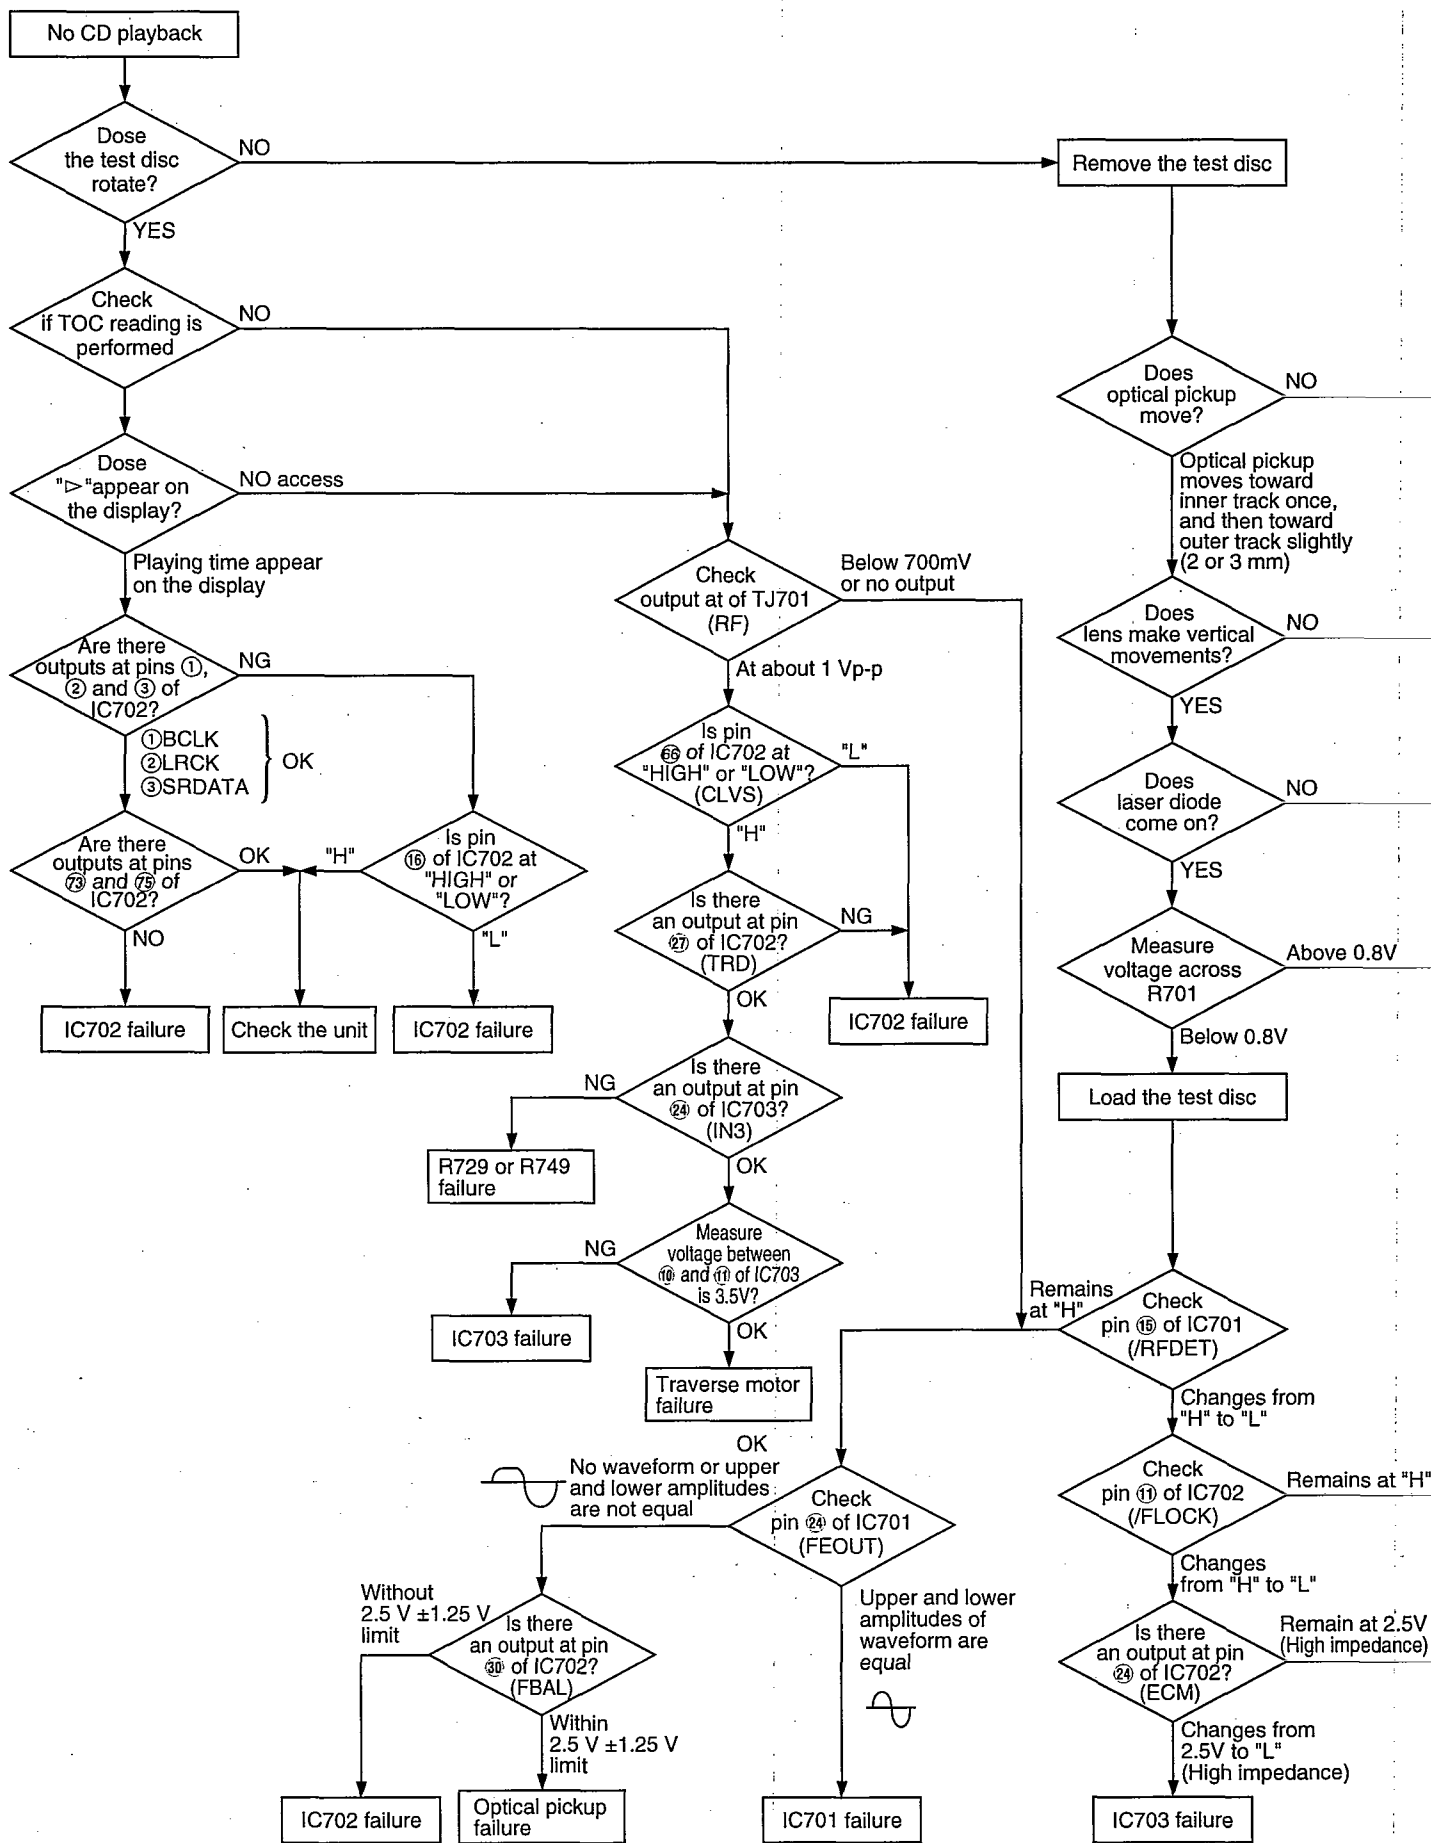 No CD playback
Dose
the test disc
rotate?
NO
Remove the test disc
YES
Check
if TOC reading is
performed
NO
Does
optical pickup
move?
NO
Dose
"▷"appear on
the display?
NO access
Optical pickup
moves toward
inner track once,
and then toward
outer track slightly
(2 or 3 mm)
Playing time appear
on the display
Check
output at of TJ701
(RF)
Below 700mV
or no output
Does
lens make vertical
movements?
NO
At about 1 Vp-p
YES
Are there
outputs at pins ①,
② and ③ of
IC702?
NG
①BCLK
②LRCK
③SRDATA
OK
Is pin
66 of IC702 at
"HIGH" or "LOW"?
(CLVS)
"L"
"H"
Does
laser diode
come on?
NO
YES
Are there
outputs at pins
73 and 75 of
IC702?
OK
"H"
Is pin
⑯ of IC702 at
"HIGH" or
"LOW"?
NO
"L"
Is there
an output at pin
㉗ of IC702?
(TRD)
NG
OK
Measure
voltage across
R701
Above 0.8V
Below 0.8V
IC702 failure
Check the unit
IC702 failure
IC702 failure
Is there
an output at pin
㉔ of IC703?
(IN3)
NG
OK
R729 or R749
failure
Load the test disc
Measure
voltage between
⑩ and ⑪ of IC703
is 3.5V?
NG
OK
IC703 failure
Traverse motor
failure
Remains
at "H"
Check
pin ⑮ of IC701
(/RFDET)
Changes from
"H" to "L"
OK
No waveform or upper
and lower amplitudes
are not equal
Check
pin ㉔ of IC701
(FEOUT)
Check
pin ⑪ of IC702
(/FLOCK)
Remains at "H"
Changes
from "H" to "L"
Without
2.5 V ±1.25 V
limit
Is there
an output at pin
㉚ of IC702?
(FBAL)
Upper and lower
amplitudes of
waveform are
equal
Is there
an output at pin
㉔ of IC702?
(ECM)
Remain at 2.5V
(High impedance)
Within
2.5 V ±1.25 V
limit
Changes from
2.5V to "L"
(High impedance)
IC702 failure
Optical pickup
failure
IC701 failure
IC703 failure